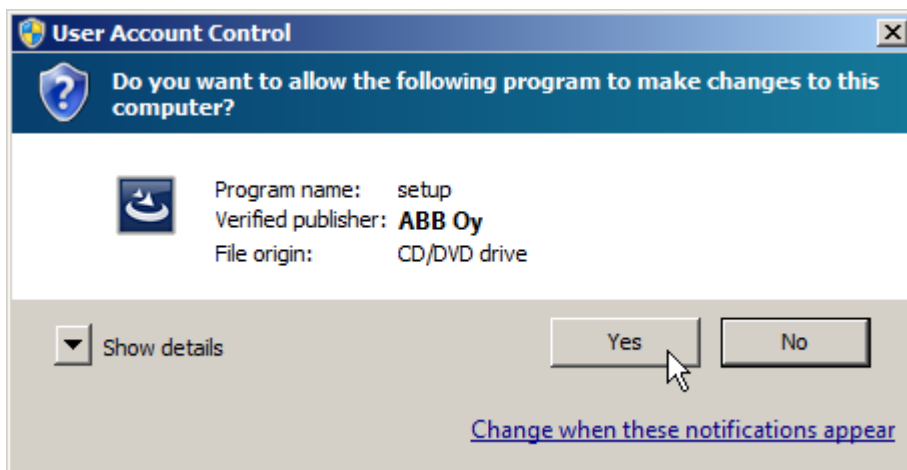 User Account Control
Do you want to allow the following program to make changes to this
computer?
Program name: setup
Verified publisher: ABB Oy
File origin: CD/DVD drive
Show details
Yes No
Change when these notifications appear